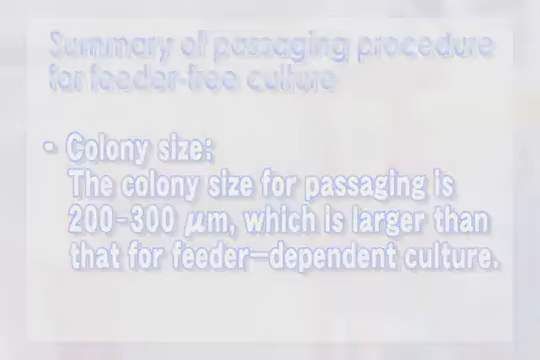 Summary of passaging procedure
for feeder-free culture
• Colony size:
The colony size for passaging is
200-300 μm, which is larger than
that for feeder-dependent culture.